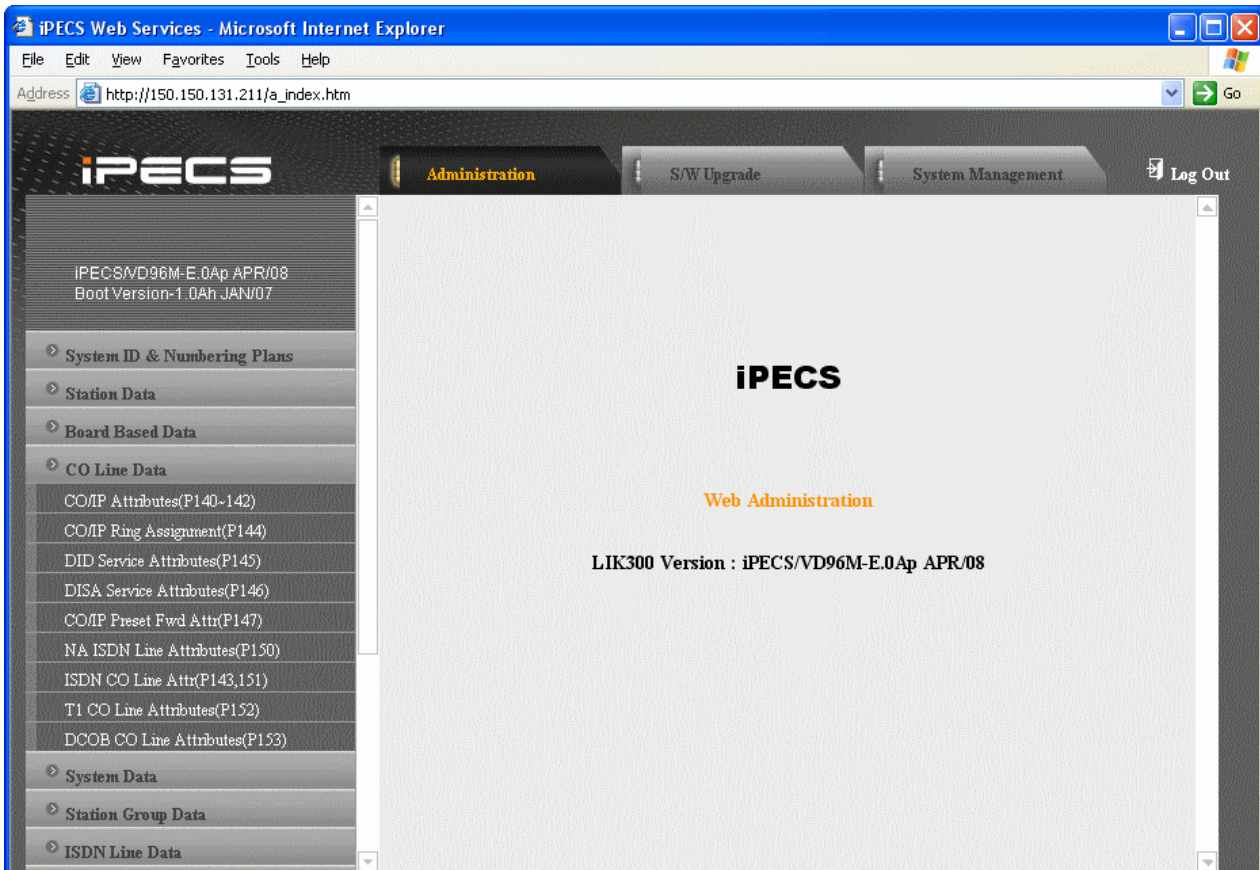 iPECS Web Services - Microsoft Internet Explorer
File Edit View Favorites Tools Help
Address http://150.150.131.211/a_index.htm Go
iPECS
Administration
S/W Upgrade
System Management
Log Out
iPECS/VD96M-E.0Ap APR/08
Boot Version-1.0Ah JAN/07
System ID & Numbering Plans
Station Data
Board Based Data
CO Line Data
CO/IP Attributes(P140~142)
CO/IP Ring Assignment(P144)
DID Service Attributes(P145)
DISA Service Attributes(P146)
CO/IP Preset Fwd Attr(P147)
NA ISDN Line Attributes(P150)
ISDN CO Line Attr(P143,151)
T1 CO Line Attributes(P152)
DCOB CO Line Attributes(P153)
System Data
Station Group Data
ISDN Line Data
iPECS
Web Administration
LIK300 Version : iPECS/VD96M-E.0Ap APR/08